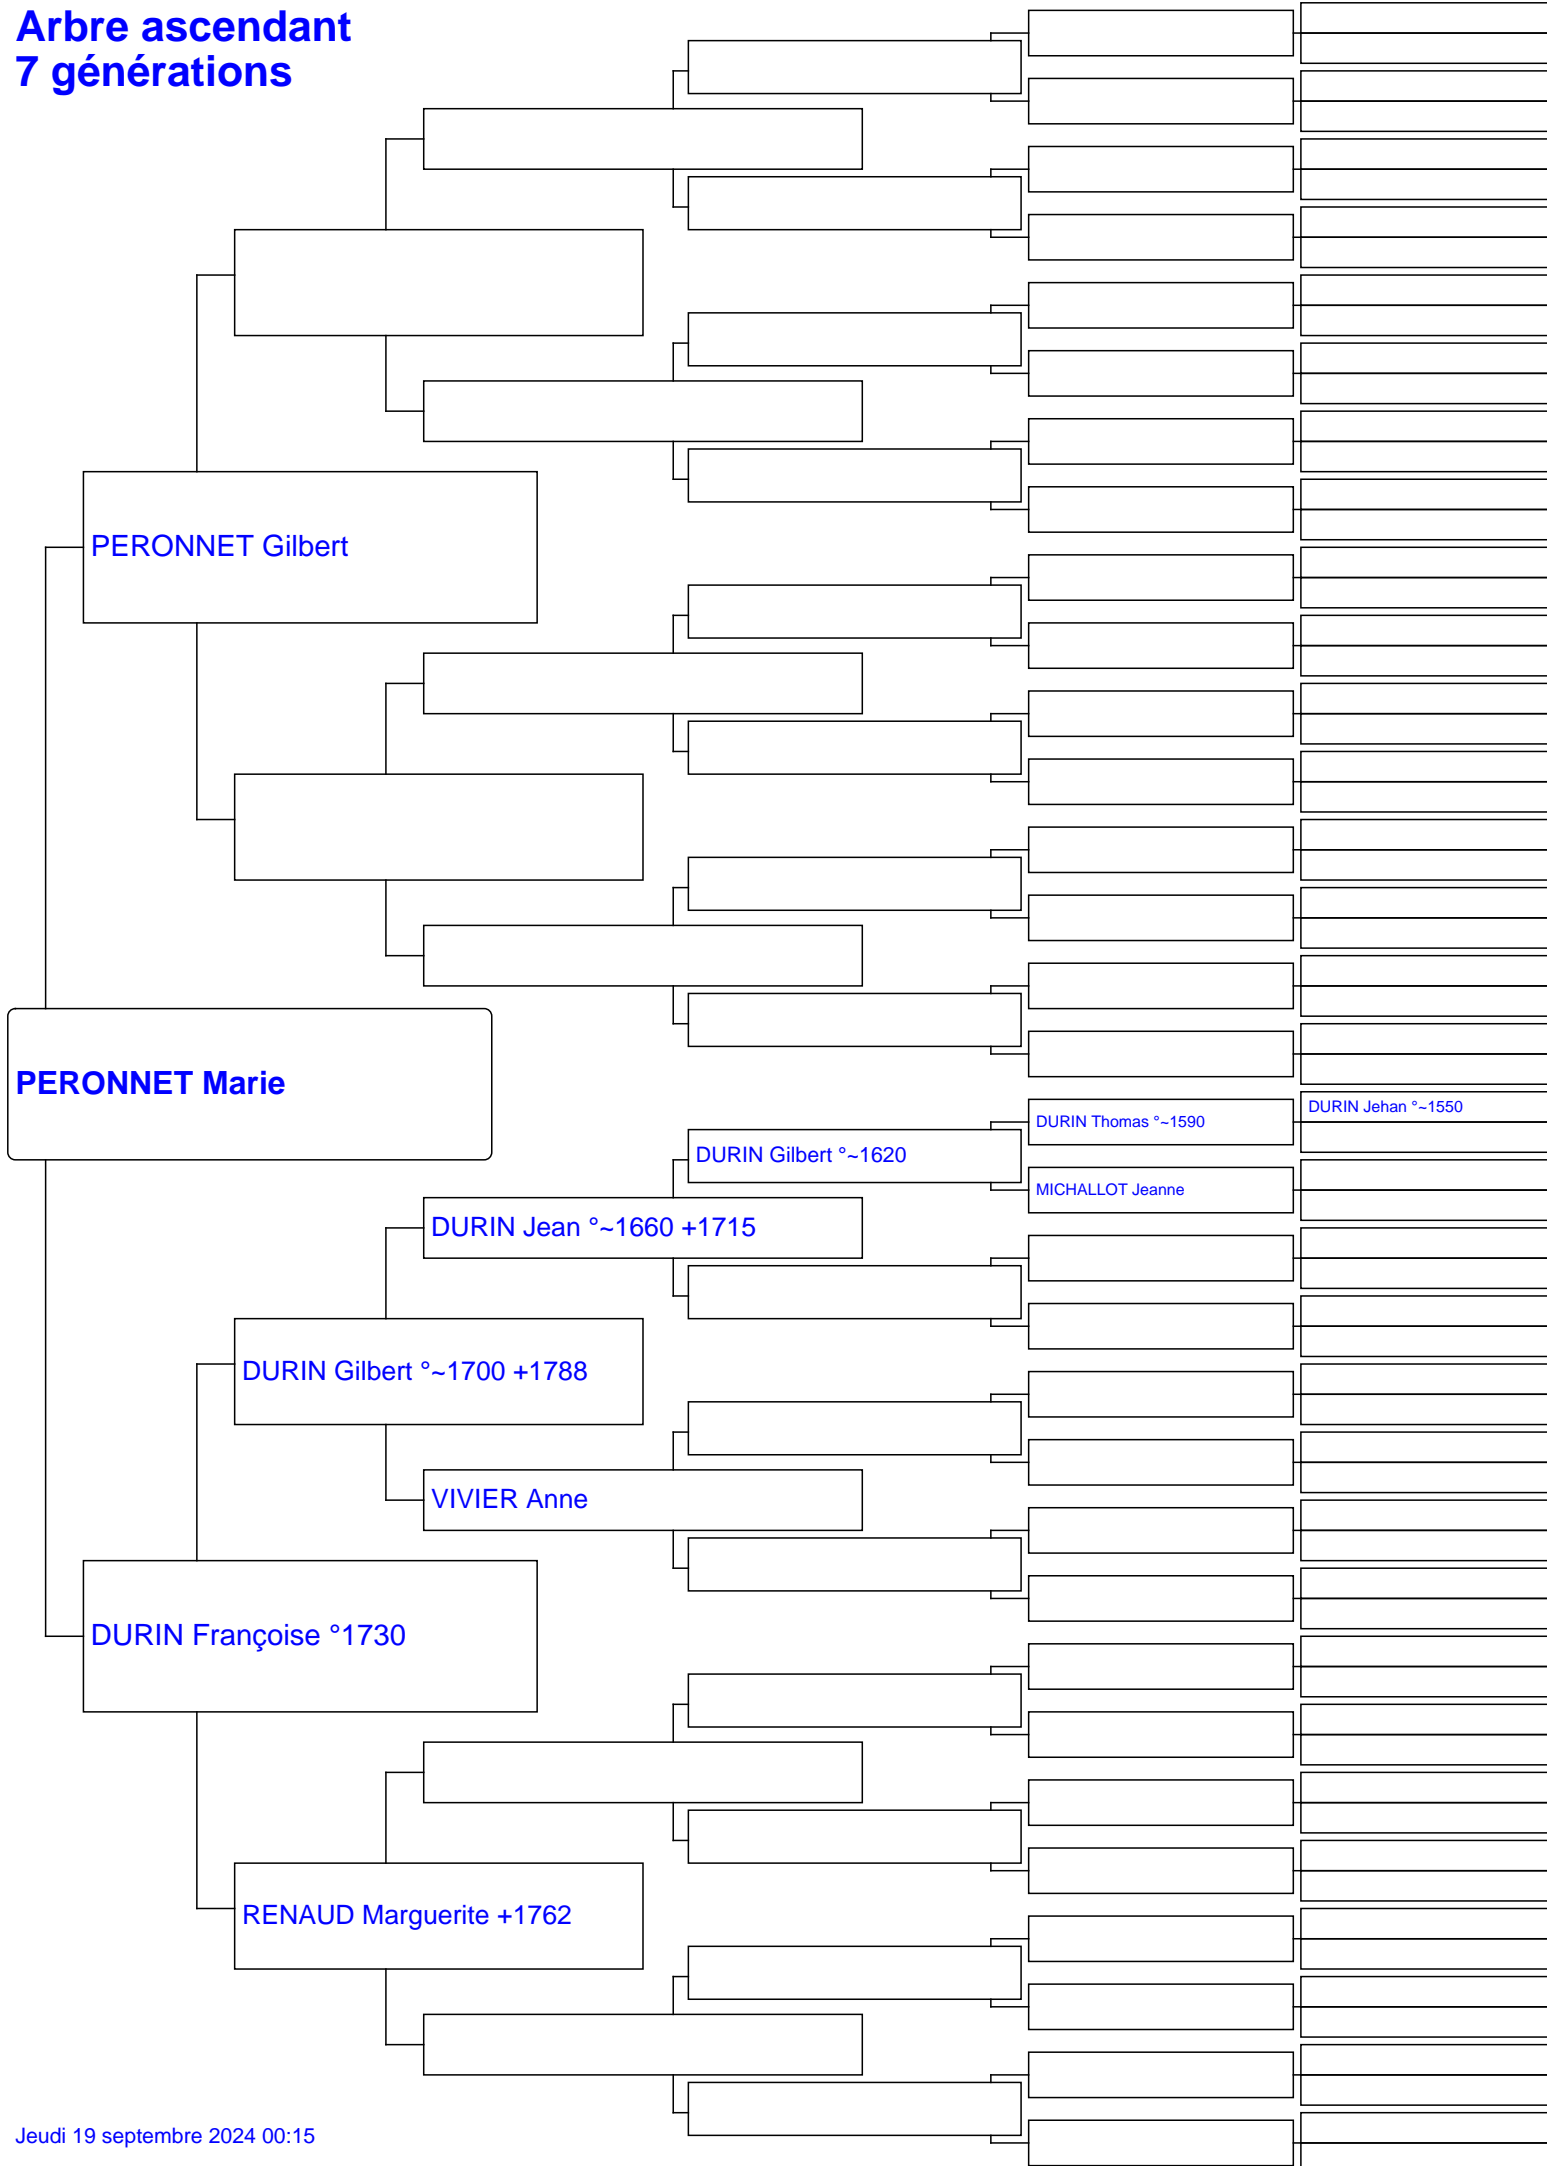 Arbre ascendant
7 générations
PERONNET Gilbert
PERONNET Marie
DURIN Jehan °~1550
DURIN Thomas °~1590
DURIN Gilbert °~1620
MICHALLOT Jeanne
DURIN Jean °~1660 +1715
DURIN Gilbert °~1700 +1788
VIVIER Anne
DURIN Françoise °1730
RENAUD Marguerite +1762
Jeudi 19 septembre 2024 00:15